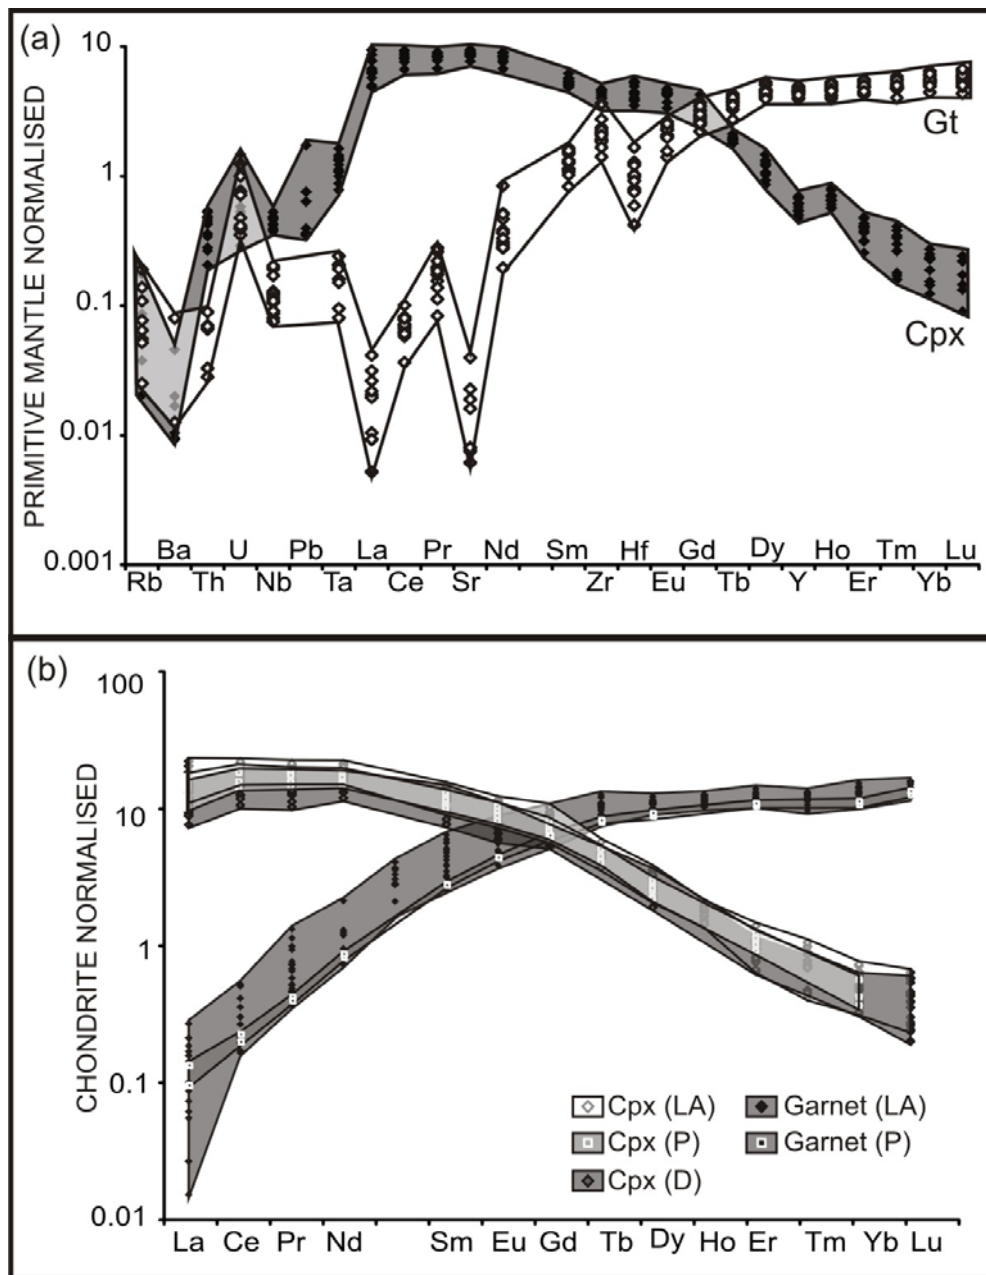 (a)
PRIMITIVE MANTLE NORMALISED
10
1
0.1
0.01
0.001
Gt
Cpx
Ba U Pb La Pr Nd Sm Hf Gd Dy Ho Tm Lu
Rb Th Nb Ta Ce Sr Zr Eu Tb Y Er Yb
(b)
CHONDRITE NORMALISED
100
10
1
0.1
0.01
Cpx (LA) Garnet (LA)
Cpx (P) Garnet (P)
Cpx (D)
La Ce Pr Nd Sm Eu Gd Tb Dy Ho Er Tm Yb Lu